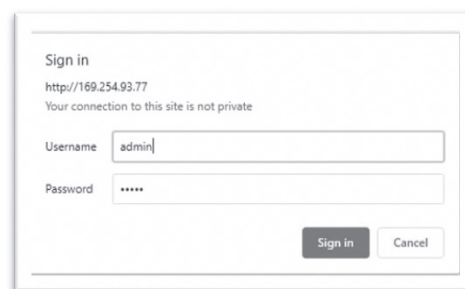 Sign in
http://169.254.93.77
Your connection to this site is not private
Username admin
Password •••••
Sign in Cancel